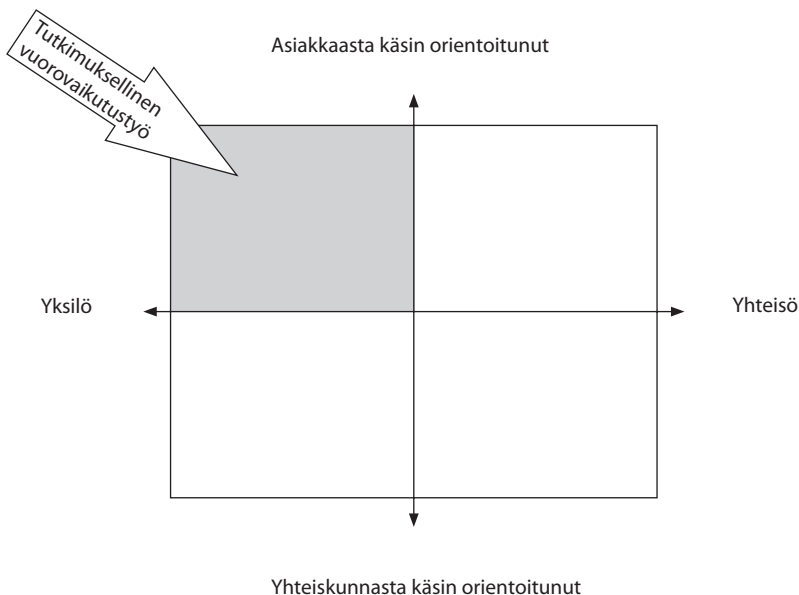 Tutkimuksellinen
vuorovaikutustyö
Asiakkaasta käsin orientoitunut
Yksilö
Yhteisö
Yhteiskunnasta käsin orientoitunut